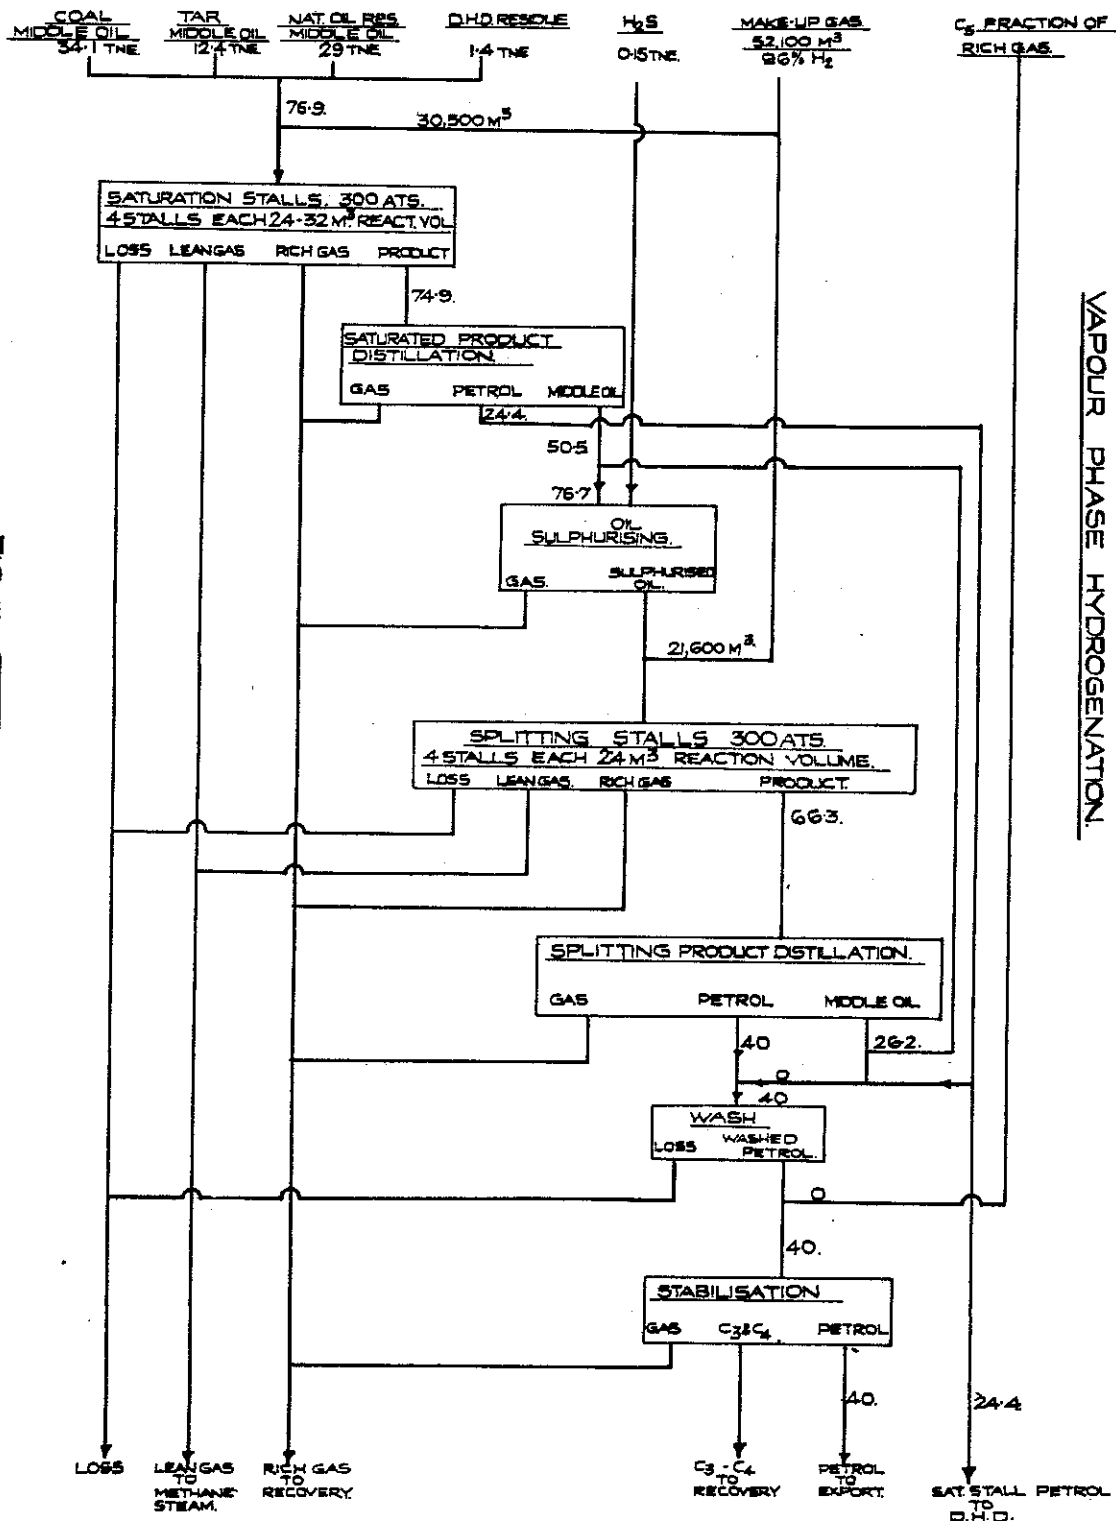 COAL
MIDDLE OIL
34·1 TNE
TAR
MIDDLE OIL
12·4 TNE
NAT. OIL RES.
MIDDLE OIL
29 TNE
D.H.D. RESIDUE
1·4 TNE
H₂S
0·15 TNE.
MAKE-UP GAS
52,100 M³
96% H₂
C₅ FRACTION OF
RICH GAS.
76·9.
30,500 M³
SATURATION STALLS. 300 ATS.
4 STALLS EACH 24-32 M³ REACT. VOL
LOSS LEAN GAS RICH GAS PRODUCT
74·9.
SATURATED PRODUCT
DISTILLATION.
GAS PETROL MIDDLE OIL
24·4.
50·5
76·7
OIL
SULPHURISING.
GAS. SULPHURISED
OIL.
21,600 M³
SPLITTING STALLS 300 ATS.
4 STALLS EACH 24 M³ REACTION VOLUME.
LOSS LEAN GAS. RICH GAS PRODUCT.
66·3.
SPLITTING PRODUCT DISTILLATION.
GAS PETROL MIDDLE OIL
40
26·2.
0
40
WASH
LOSS WASHED
PETROL.
0
40.
STABILISATION
GAS C₃&C₄. PETROL
40.
24·4
LOSS
LEAN GAS
TO
METHANE
STEAM.
RICH GAS
TO
RECOVERY.
C₃ - C₄
TO
RECOVERY
PETROL
TO
EXPORT.
SAT. STALL PETROL
TO
D.H.D.
VAPOUR PHASE HYDROGENATION.